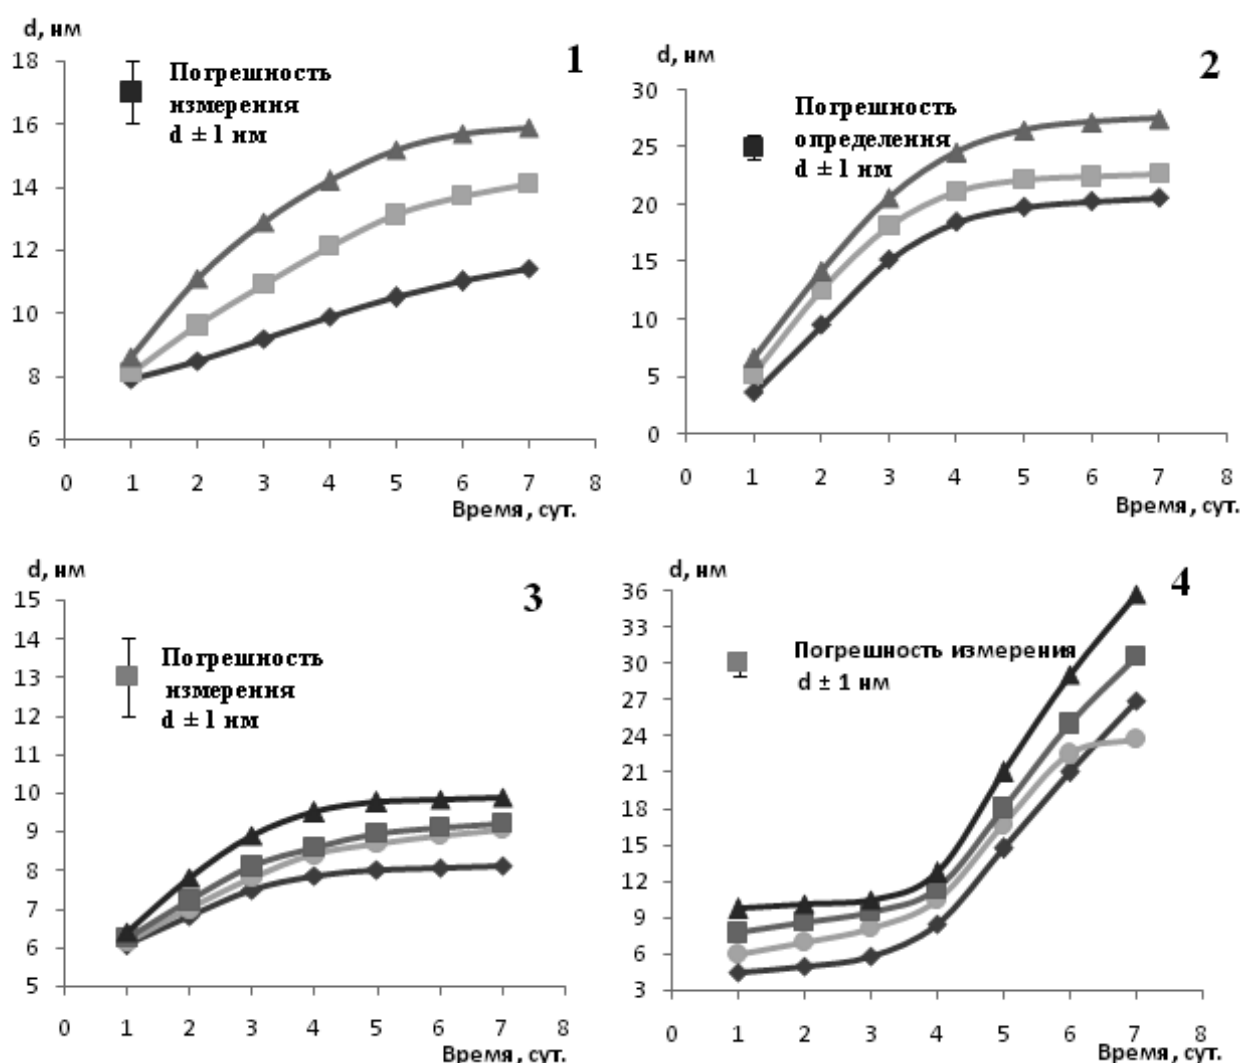 d, нм
1
18
16
14
12
10
8
6
Погрешность
измерения
d ± 1 нм
0 1 2 3 4 5 6 7 8
Время, сут.
d, нм
2
30
25
20
15
10
5
0
Погрешность
определения
d ± 1 нм
0 1 2 3 4 5 6 7 8
Время, сут.
d, нм
3
15
14
13
12
11
10
9
8
7
6
5
Погрешность
измерения
d ± 1 нм
0 1 2 3 4 5 6 7 8
Время, сут.
d, нм
4
36
33
30
27
24
21
18
15
12
9
6
3
Погрешность измерения
d ± 1 нм
0 1 2 3 4 5 6 7 8
Время, сут.